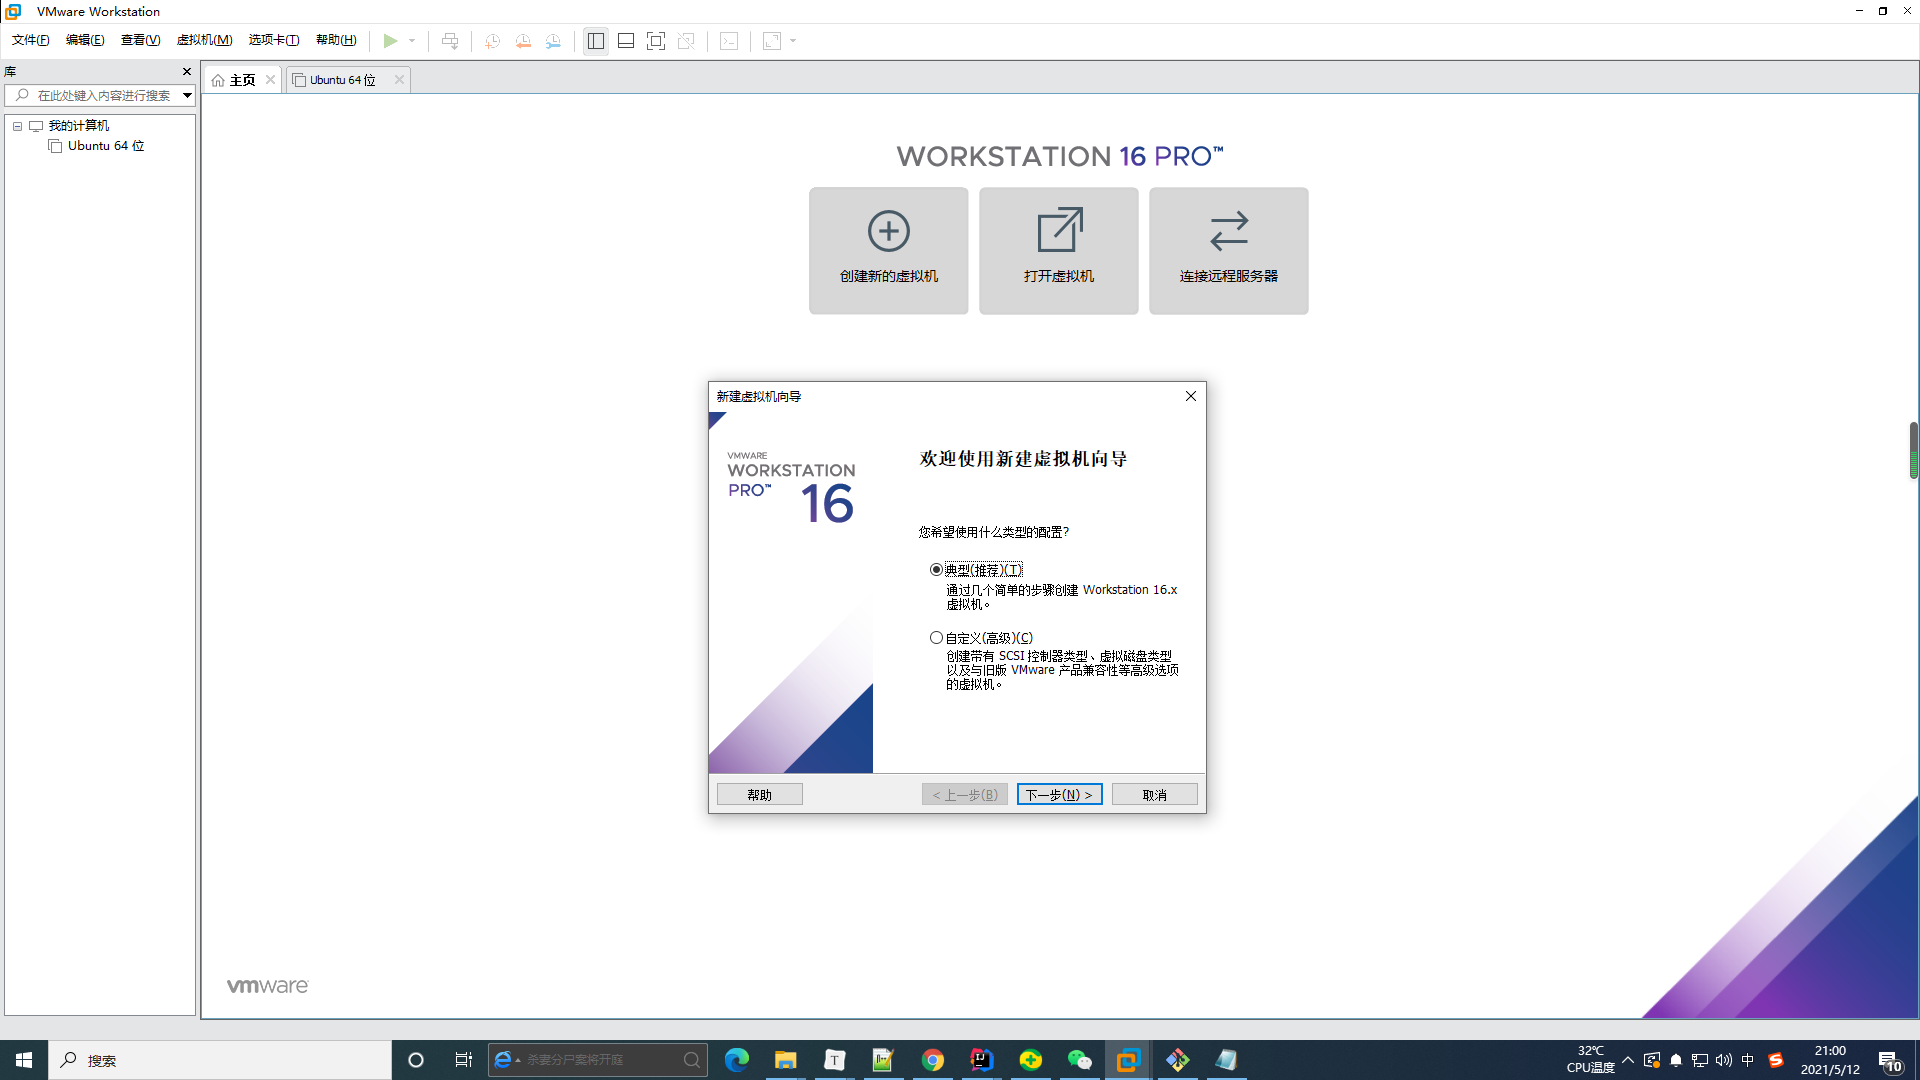 VMware Workstation
文件(F) 编辑(E) 查看(V) 虚拟机(M) 选项卡(T) 帮助(H)
库
在此处键入内容进行搜索
我的计算机
Ubuntu 64 位
主页
Ubuntu 64 位
WORKSTATION 16 PRO™
创建新的虚拟机
打开虚拟机
连接远程服务器
新建虚拟机向导
VMWARE
WORKSTATION
PRO™ 16
欢迎使用新建虚拟机向导
您希望使用什么类型的配置?
典型(推荐)(T)
通过几个简单的步骤创建 Workstation 16.x
虚拟机。
自定义(高级)(C)
创建带有 SCSI 控制器类型、虚拟磁盘类型
以及与旧版 VMware 产品兼容性等高级选项
的虚拟机。
帮助
< 上一步(B)
下一步(N) >
取消
vmware
搜索
杀妻分尸案将开庭
32℃
CPU温度
中
21:00
2021/5/12
10